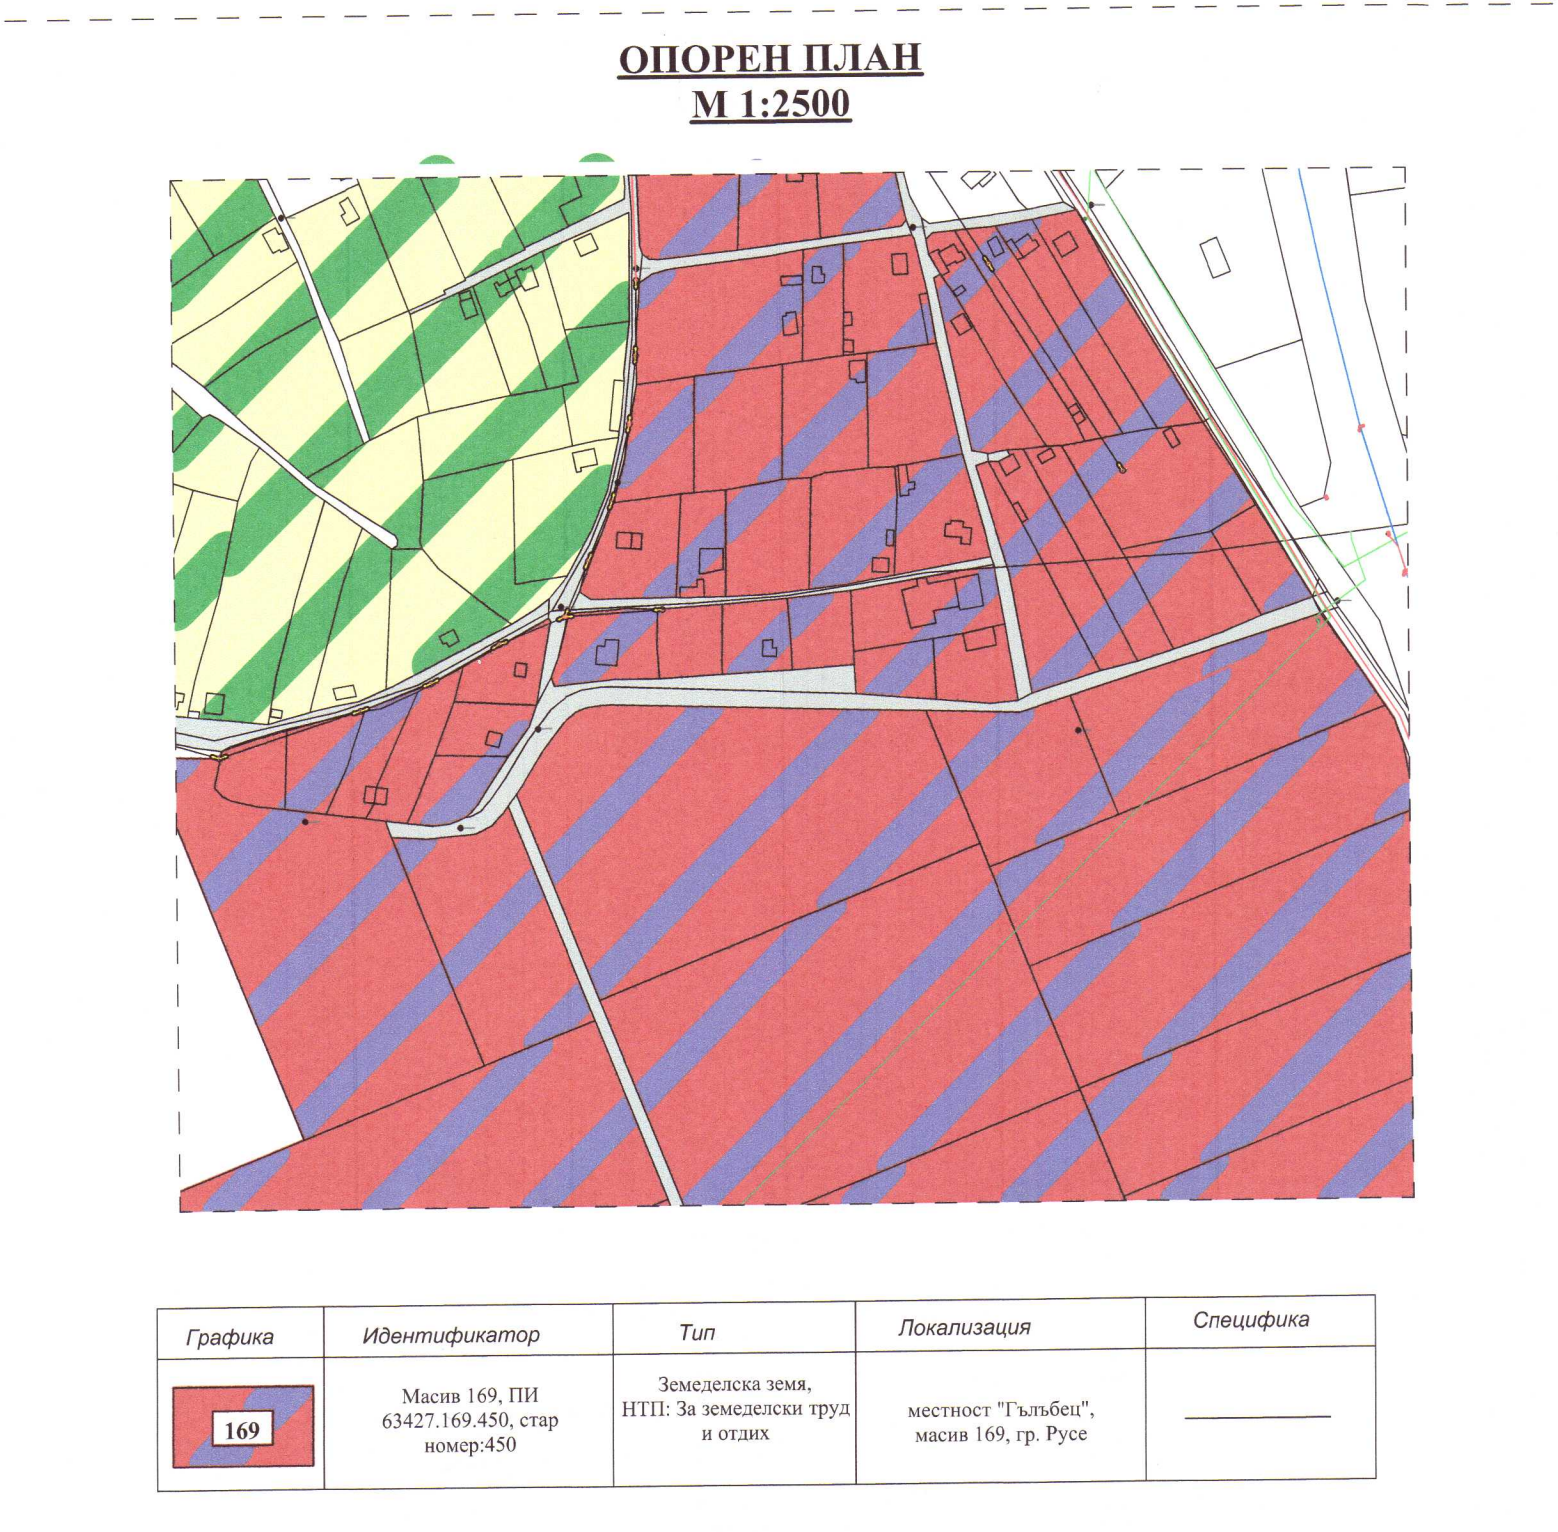 ОПОРЕН ПЛАН
М 1:2500
Графика
Идентификатор
Тип
Локализация
Специфика
169
Масив 169, ПИ
63427.169.450, стар
номер:450
Земеделска земя,
НТП: За земеделски труд
и отдих
местност "Гълъбец",
масив 169, гр. Русе